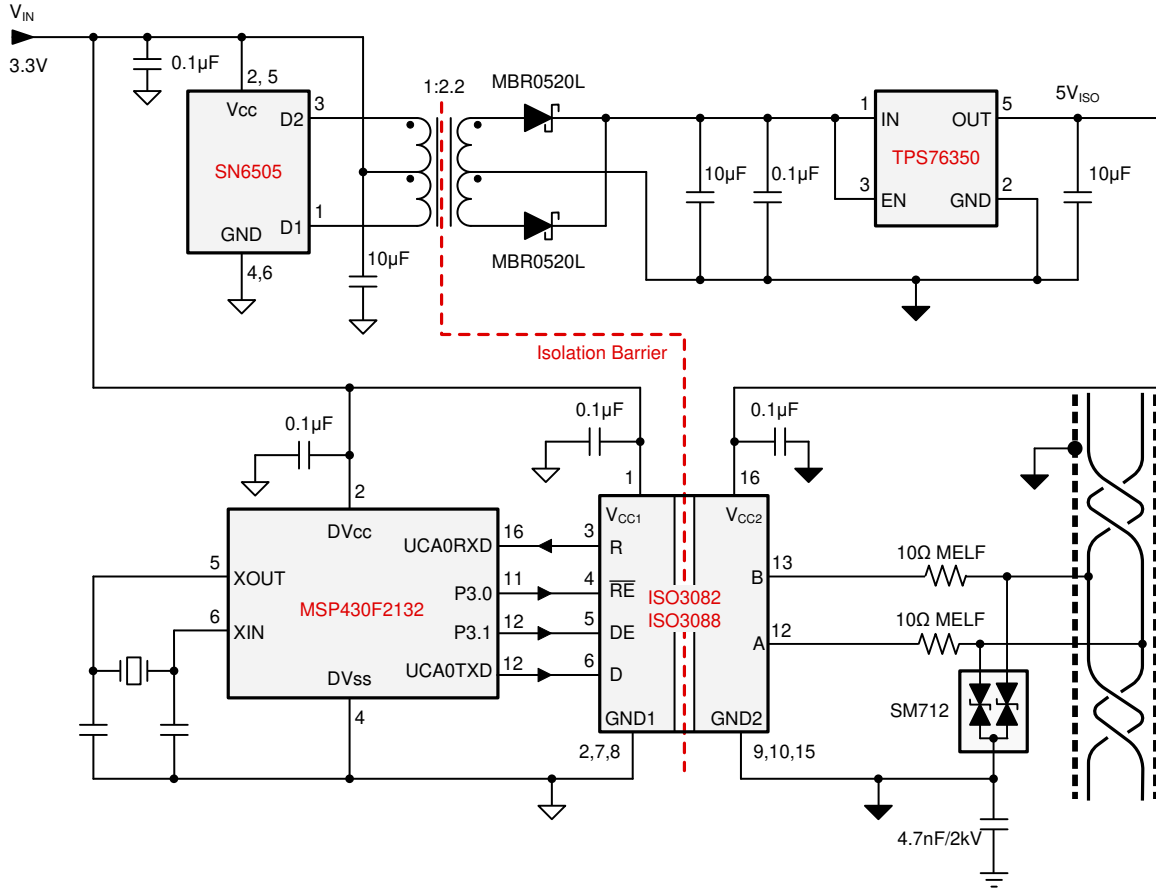 VIN
3.3V
0.1μF
2, 5
Vcc
D2
3
SN6505
D1
1
GND
4,6
10μF
1:2.2
MBR0520L
MBR0520L
10μF
0.1μF
1
IN
OUT
5
TPS76350
3
EN
GND
2
5VISO
10μF
Isolation Barrier
0.1μF
2
DVcc
0.1μF
1
VCC1
0.1μF
16
VCC2
5
XOUT
6
XIN
MSP430F2132
UCA0RXD
16
P3.0
11
P3.1
12
UCA0TXD
12
DVss
4
3
R
4
RE
5
DE
6
D
GND1
2,7,8
ISO3082
ISO3088
B
13
A
12
GND2
9,10,15
10Ω MELF
10Ω MELF
SM712
4.7nF/2kV